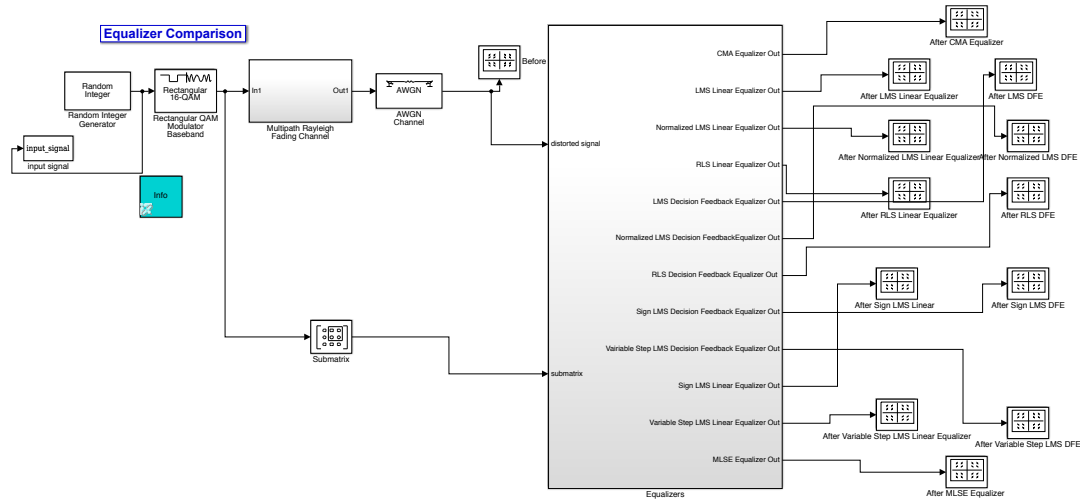 Equalizer Comparison
Random
Integer
Random Integer
Generator
Rectangular
16-QAM
Rectangular QAM
Modulator
Baseband
In1
Out1
Multipath Rayleigh
Fading Channel
AWGN
AWGN
Channel
Before
input_signal
input signal
Info
Submatrix
distorted signal
submatrix
CMA Equalizer Out
LMS Linear Equalizer Out
Normalized LMS Linear Equalizer Out
RLS Linear Equalizer Out
LMS Decision Feedback Equalizer Out
Normalized LMS Decision FeedbackEqualizer Out
RLS Decision Feedback Equalizer Out
Sign LMS Decision Feedback Equalizer Out
Vairiable Step LMS Decision Feedback Equalizer Out
Sign LMS Linear Equalizer Out
Variable Step LMS Linear Equalizer Out
MLSE Equalizer Out
Equalizers
After CMA Equalizer
After LMS Linear Equalizer
After LMS DFE
After Normalized LMS Linear Equalizer
After Normalized LMS DFE
After RLS Linear Equalizer
After RLS DFE
After Sign LMS Linear
After Sign LMS DFE
After Variable Step LMS Linear Equalizer
After Variable Step LMS DFE
After MLSE Equalizer